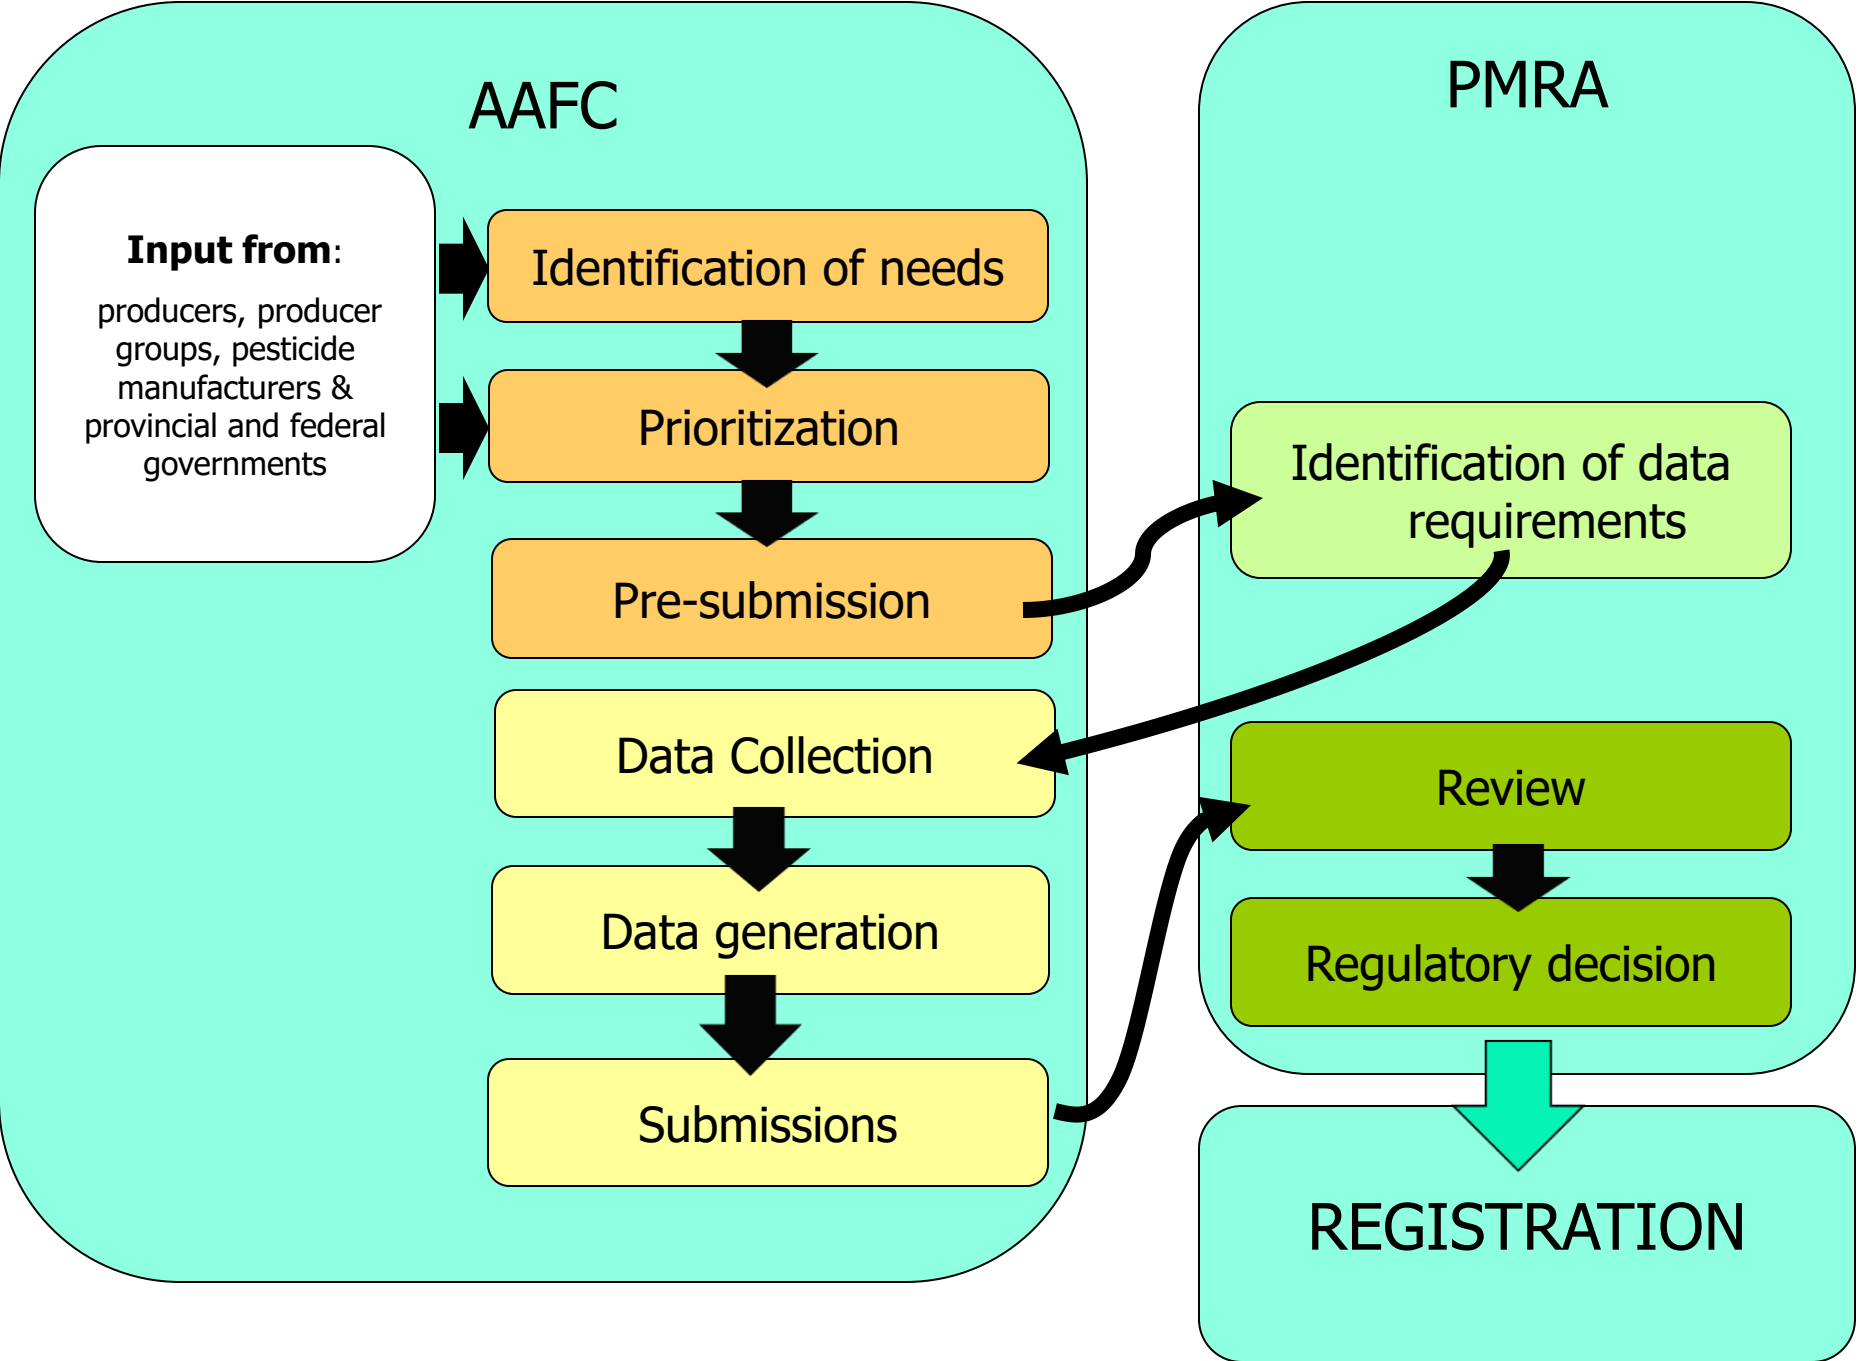 AAFC
Input from:
producers, producer
groups, pesticide
manufacturers &
provincial and federal
governments
Identification of needs
Prioritization
Pre-submission
Data Collection
Data generation
Submissions
PMRA
Identification of data
requirements
Review
Regulatory decision
REGISTRATION